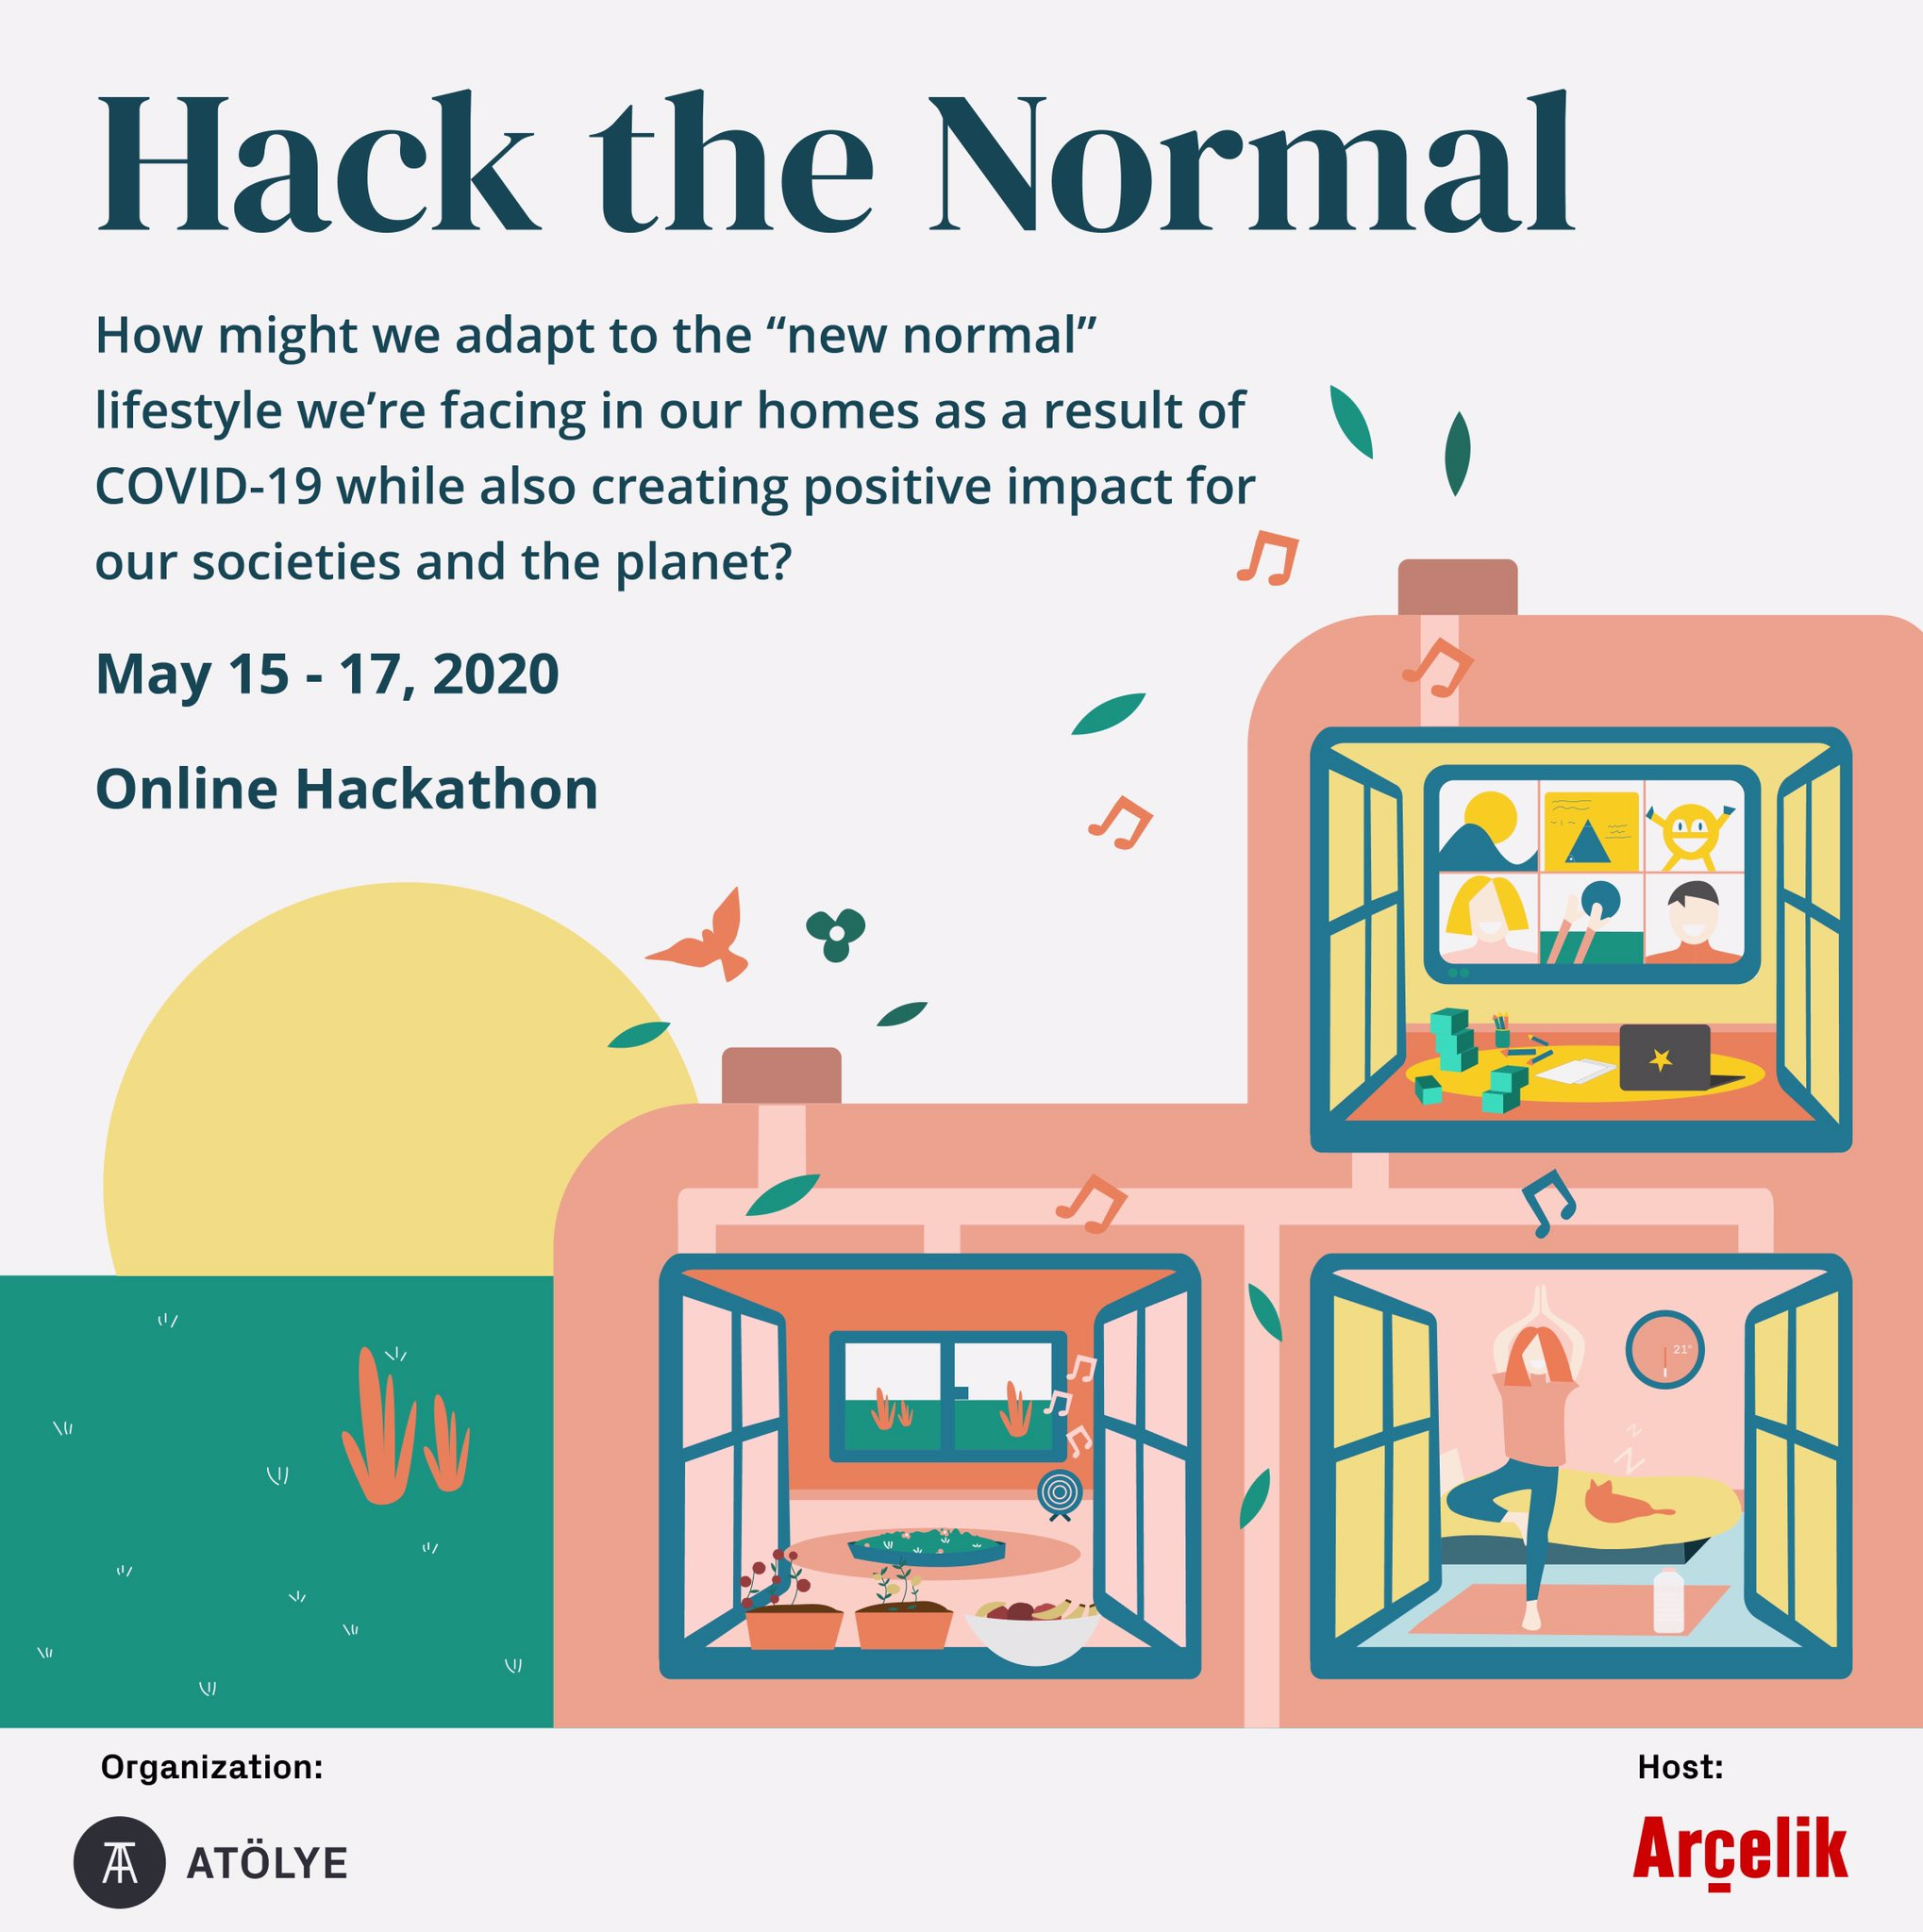 Hack the Normal
How might we adapt to the “new normal”
lifestyle we’re facing in our homes as a result of
COVID-19 while also creating positive impact for
our societies and the planet?
May 15 - 17, 2020
Online Hackathon
21°
Z
Z
Organization:
Host:
ATÖLYE
Arçelik